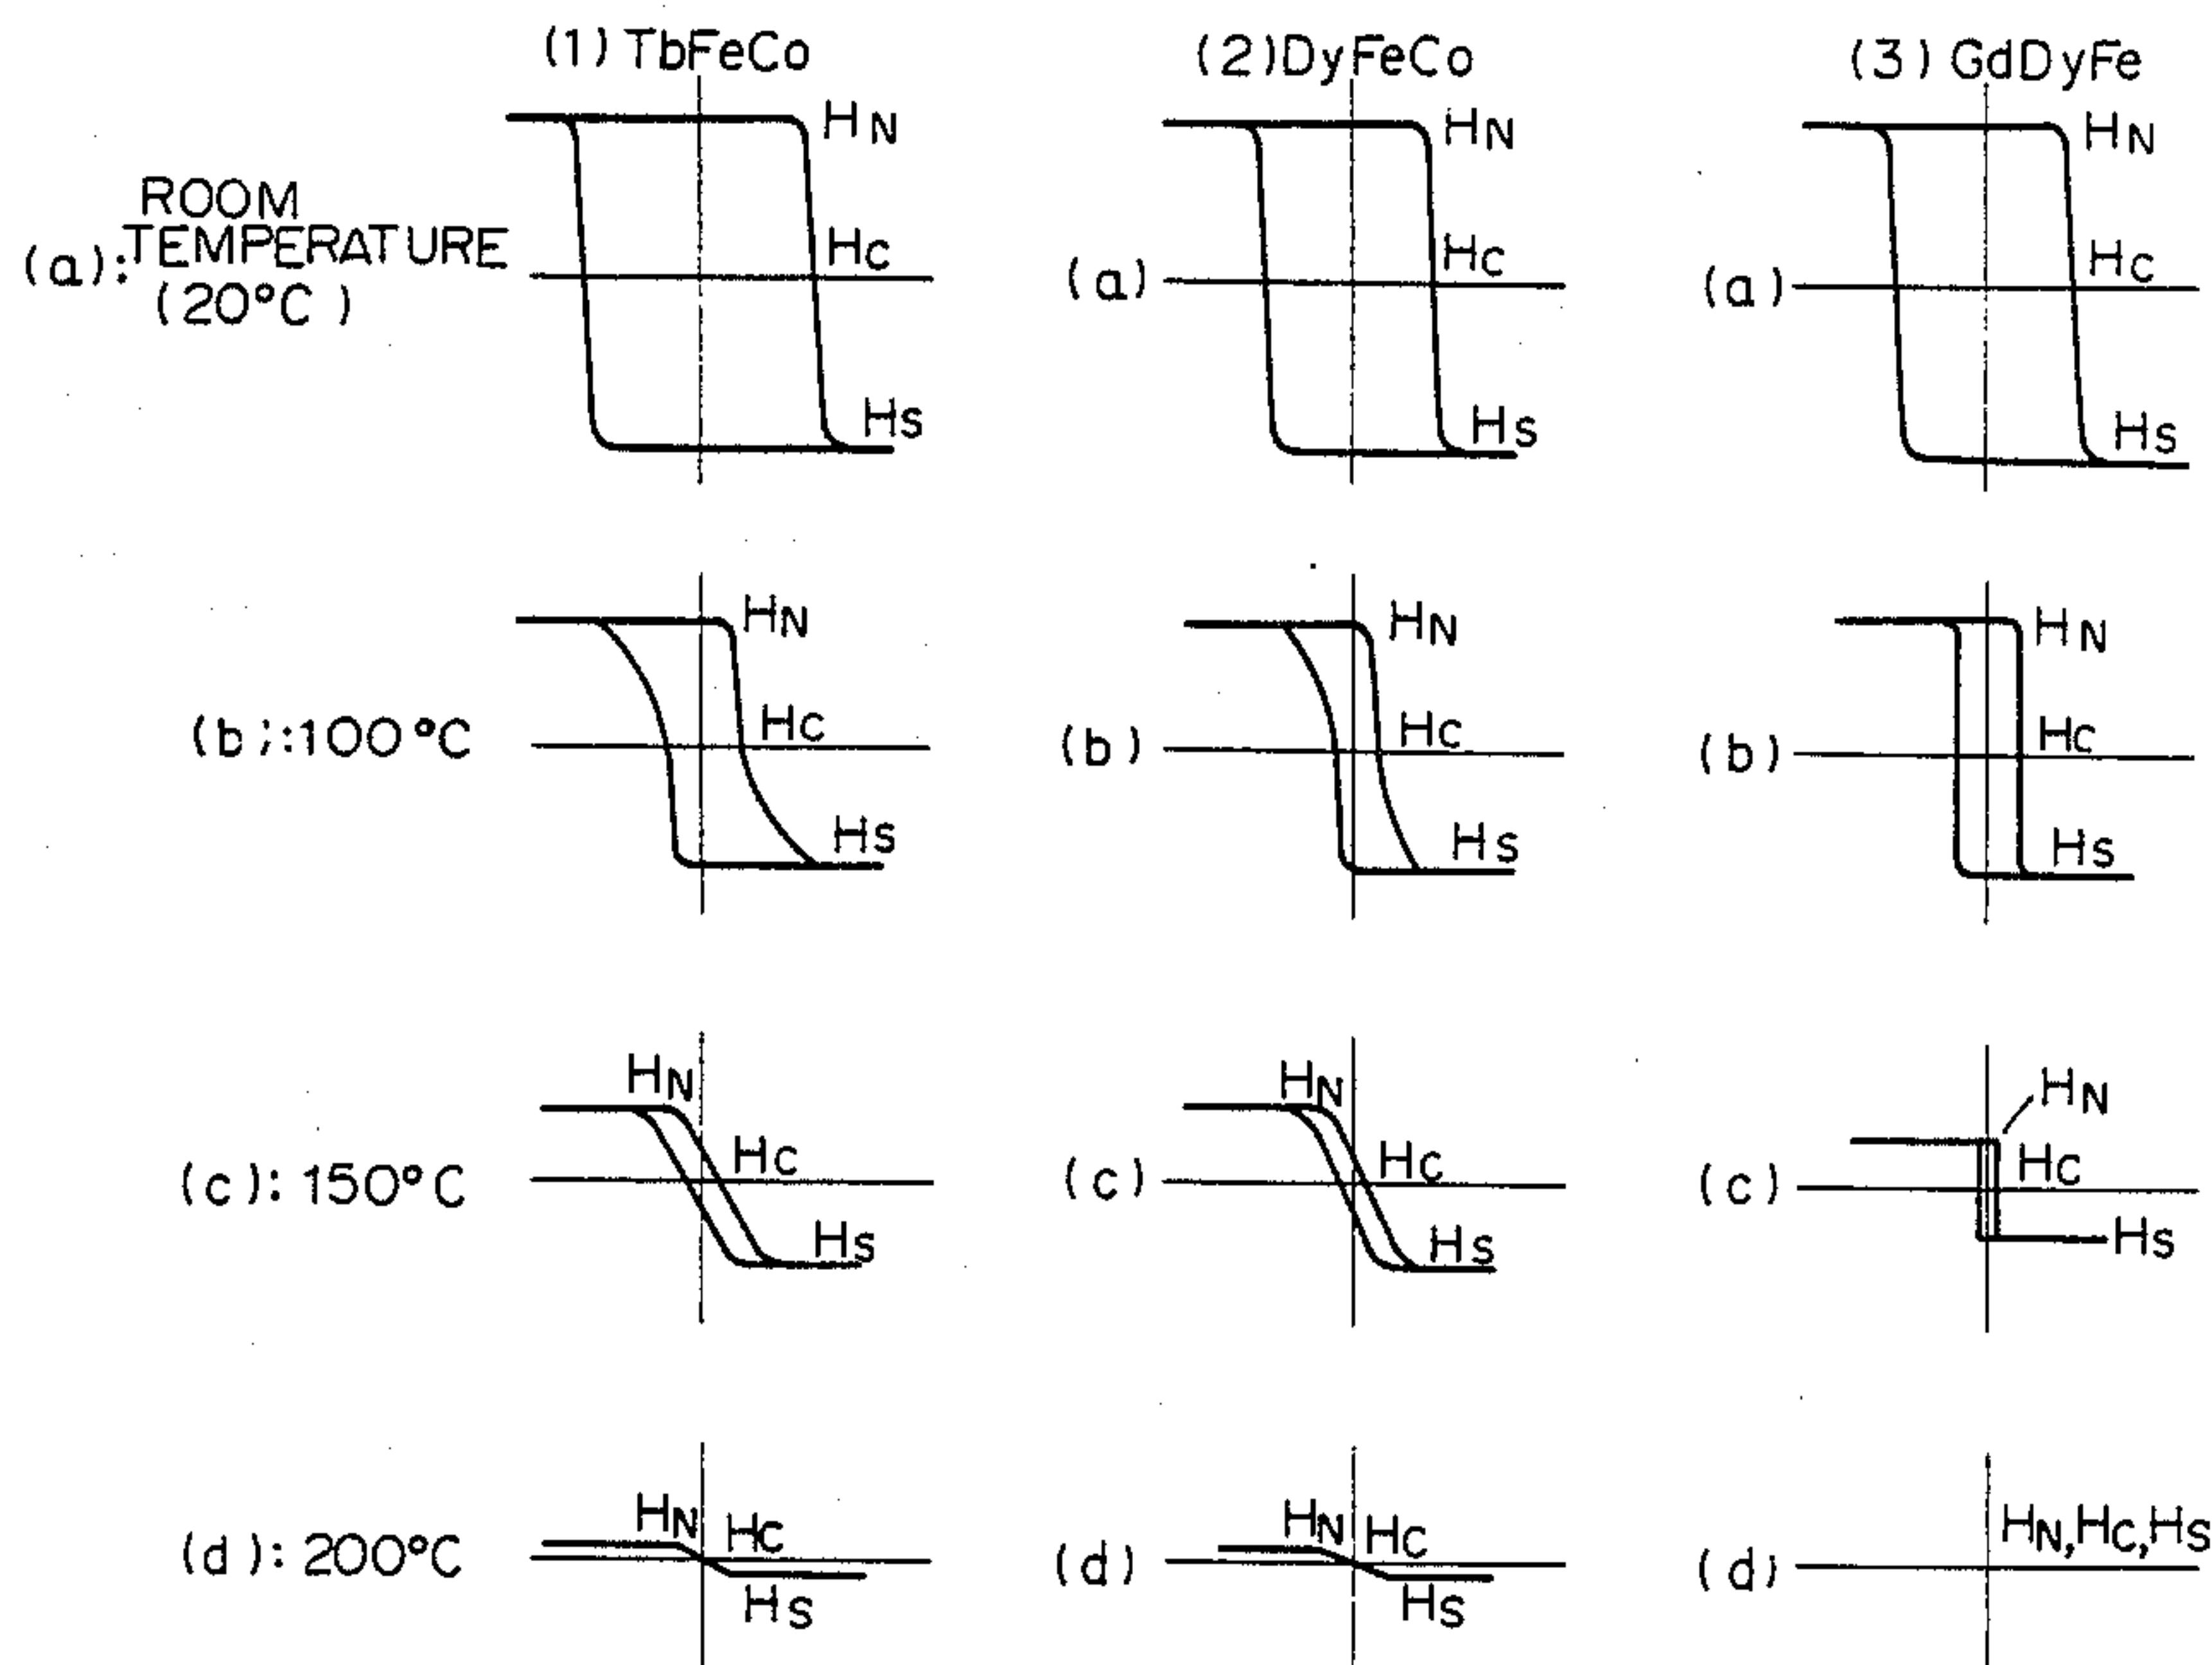 (1) TbFeCo
(2)DyFeCo
(3) GdDyFe
ROOM
(a):TEMPERATURE
(20°C )
HN
Hc
Hs
(a)
HN
Hc
Hs
(a)
HN
Hc
Hs
(b;:100°C
HN
Hc
Hs
(b)
HN
Hc
Hs
(b)
HN
Hc
Hs
(c): 150°C
HN
Hc
Hs
(c)
HN
Hc
Hs
(c)
HN
Hc
Hs
(d): 200°C
HN
Hc
Hs
(d)
HN
Hc
Hs
(d)
HN,HC,HS